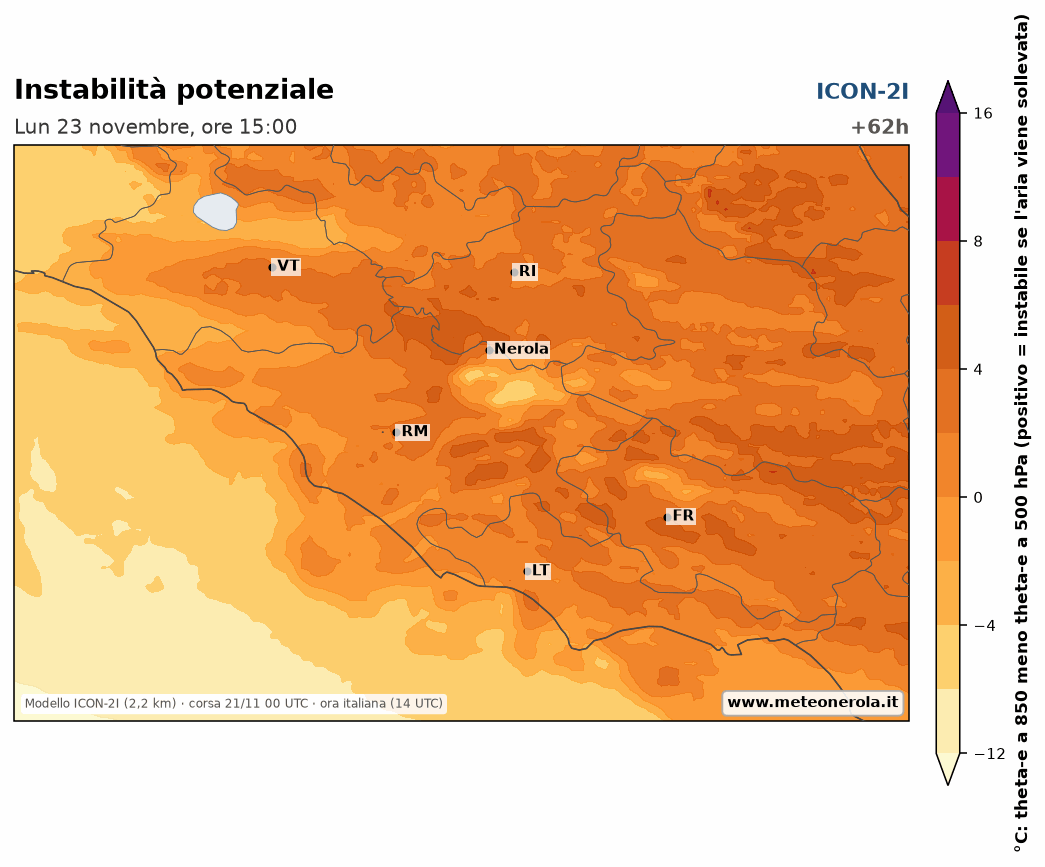 Instabilità potenziale
ICON-2I
Lun 23 novembre, ore 15:00
+62h
VT
RI
Nerola
RM
FR
LT
Modello ICON-2I (2,2 km) · corsa 21/11 00 UTC · ora italiana (14 UTC)
www.meteonerola.it
16
8
4
0
−4
−12
°C: theta-e a 850 meno theta-e a 500 hPa (positivo = instabile se l'aria viene sollevata)